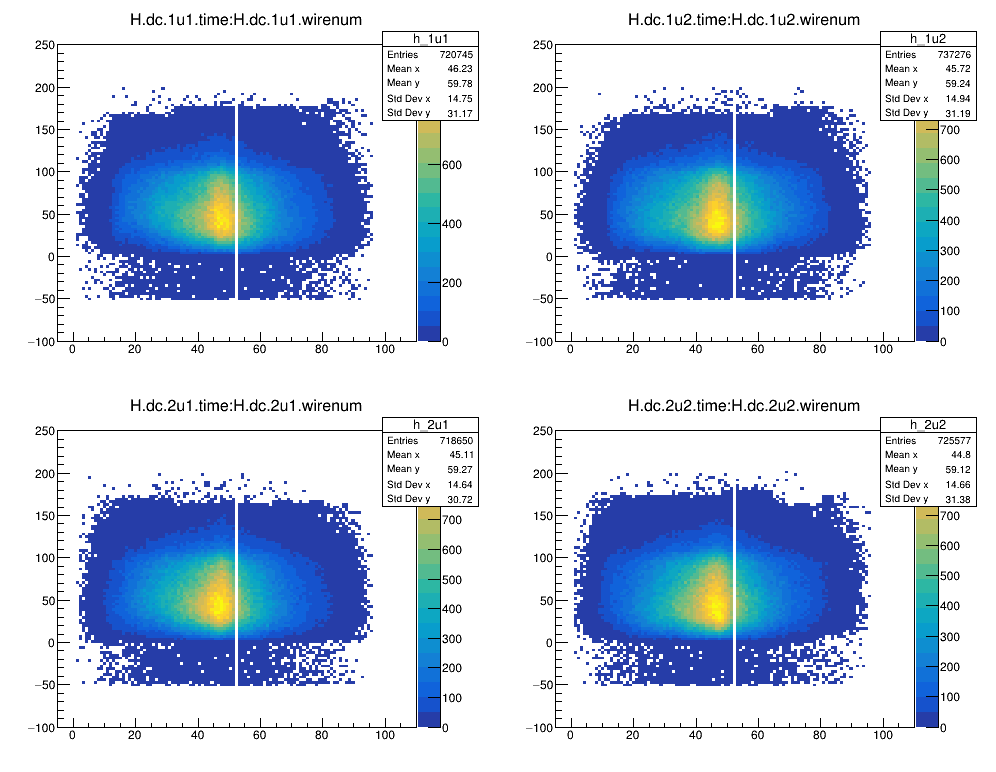 H.dc.1u1.time:H.dc.1u1.wirenum
h_1u1
Entries 720745
Mean x 46.23
Mean y 59.78
Std Dev x 14.75
Std Dev y 31.17
250
200
150
100
50
0
−50
−100
0 20 40 60 80 100
600
400
200
0
H.dc.1u2.time:H.dc.1u2.wirenum
h_1u2
Entries 737276
Mean x 45.72
Mean y 59.24
Std Dev x 14.94
Std Dev y 31.19
250
200
150
100
50
0
−50
−100
0 20 40 60 80 100
700
600
500
400
300
200
100
0
H.dc.2u1.time:H.dc.2u1.wirenum
h_2u1
Entries 718650
Mean x 45.11
Mean y 59.27
Std Dev x 14.64
Std Dev y 30.72
250
200
150
100
50
0
−50
−100
0 20 40 60 80 100
700
600
500
400
300
200
100
0
H.dc.2u2.time:H.dc.2u2.wirenum
h_2u2
Entries 725577
Mean x 44.8
Mean y 59.12
Std Dev x 14.66
Std Dev y 31.38
250
200
150
100
50
0
−50
−100
0 20 40 60 80 100
700
600
500
400
300
200
100
0